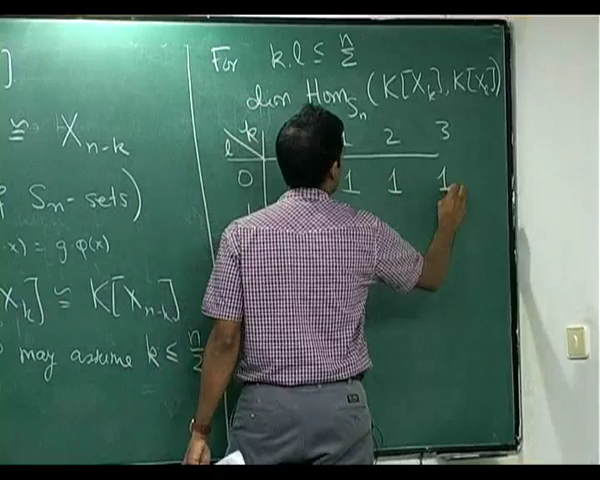 ]
≅ X_{n-k}
S_n-sets)
·x) = g·φ(x)
X_k] ≅ K[X_{n-k}]
may assume k ≤ n/2
For k, l ≤ n/2
dim Hom_{S_n} (K[X_k], K[X_l])
l \ k 1 2 3
0 1 1 1